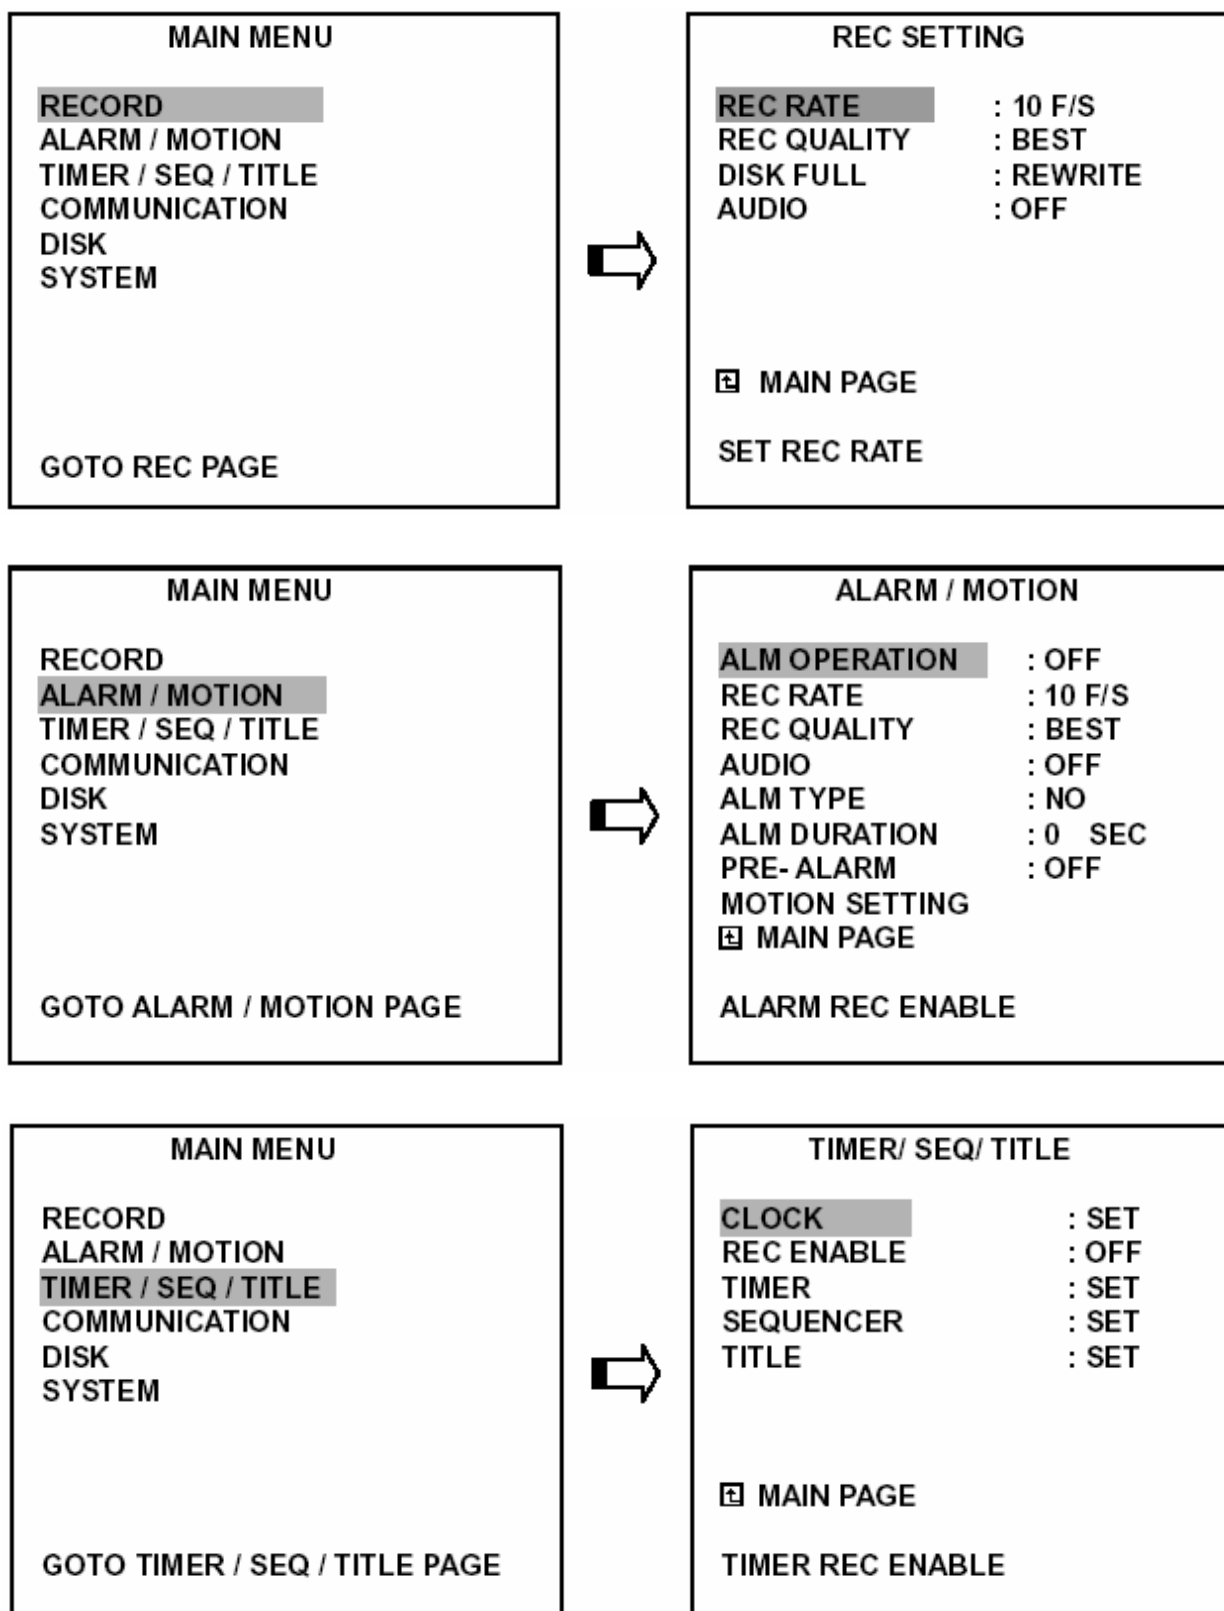 MAIN MENU
RECORD
ALARM / MOTION
TIMER / SEQ / TITLE
COMMUNICATION
DISK
SYSTEM
GOTO REC PAGE
REC SETTING
REC RATE : 10 F/S
REC QUALITY : BEST
DISK FULL : REWRITE
AUDIO : OFF
MAIN PAGE
SET REC RATE
MAIN MENU
RECORD
ALARM / MOTION
TIMER / SEQ / TITLE
COMMUNICATION
DISK
SYSTEM
GOTO ALARM / MOTION PAGE
ALARM / MOTION
ALM OPERATION : OFF
REC RATE : 10 F/S
REC QUALITY : BEST
AUDIO : OFF
ALM TYPE : NO
ALM DURATION : 0 SEC
PRE- ALARM : OFF
MOTION SETTING
MAIN PAGE
ALARM REC ENABLE
MAIN MENU
RECORD
ALARM / MOTION
TIMER / SEQ / TITLE
COMMUNICATION
DISK
SYSTEM
GOTO TIMER / SEQ / TITLE PAGE
TIMER/ SEQ/ TITLE
CLOCK : SET
REC ENABLE : OFF
TIMER : SET
SEQUENCER : SET
TITLE : SET
MAIN PAGE
TIMER REC ENABLE